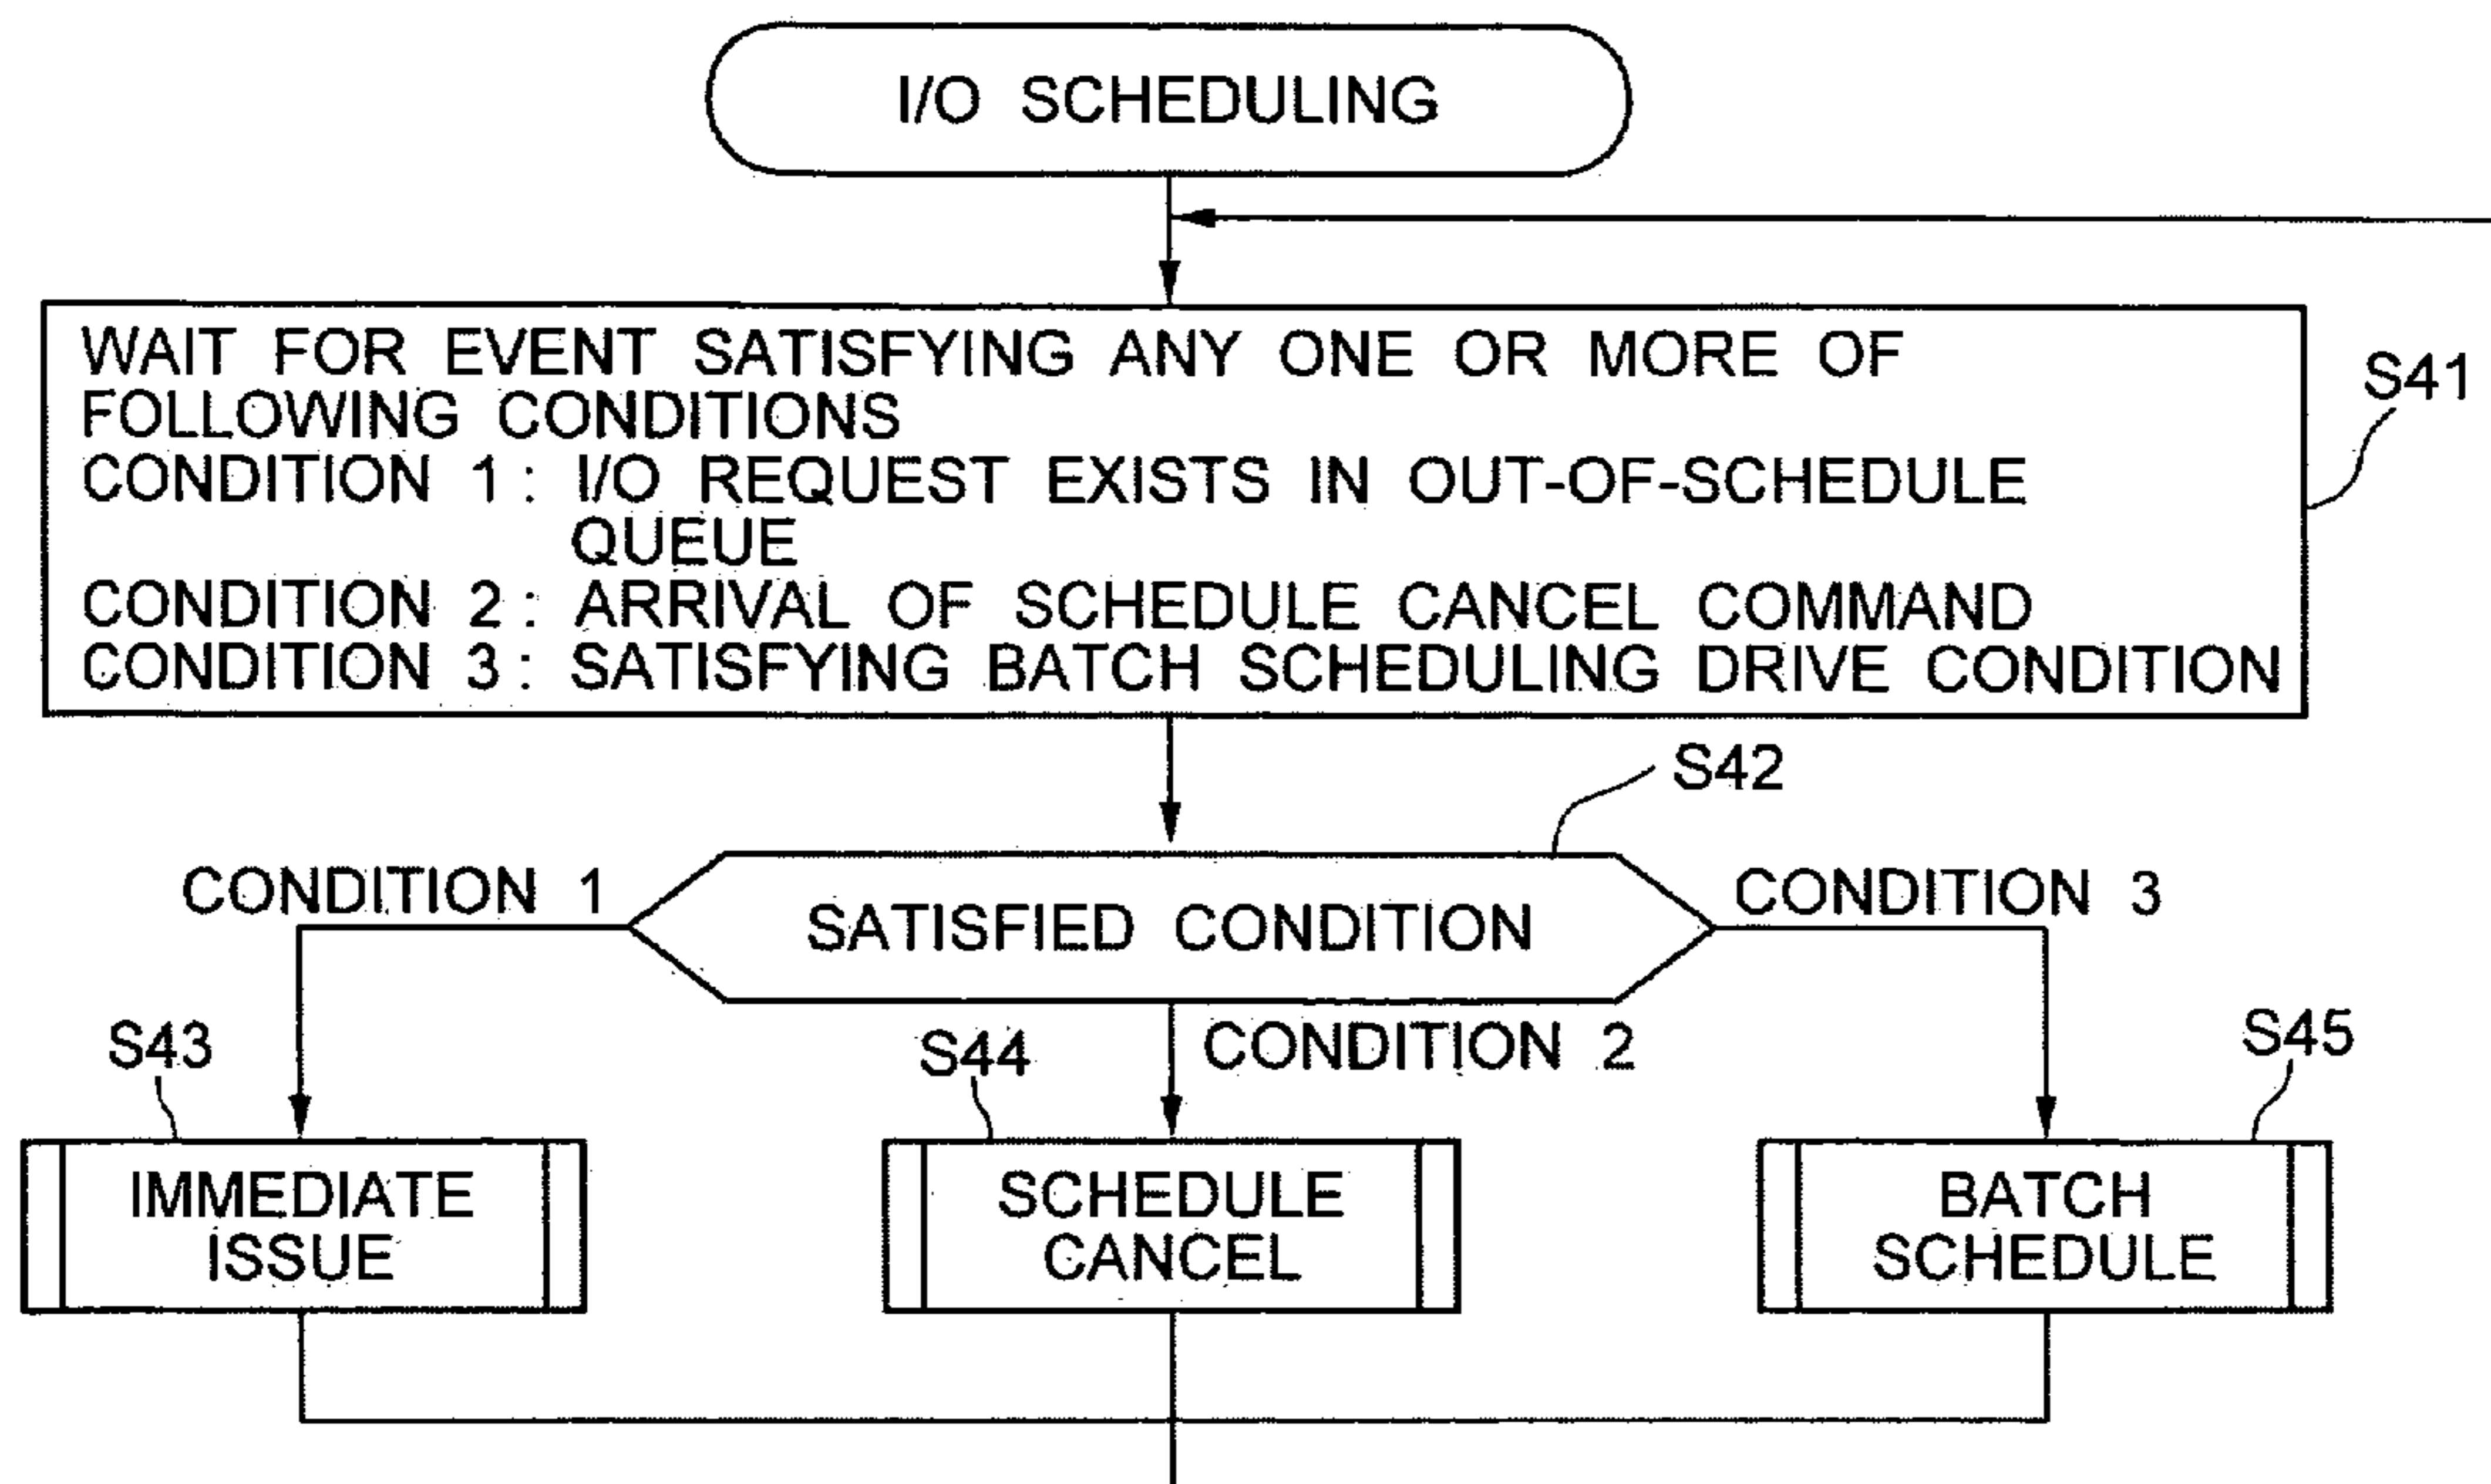 I/O SCHEDULING
WAIT FOR EVENT SATISFYING ANY ONE OR MORE OF
FOLLOWING CONDITIONS
CONDITION 1 : I/O REQUEST EXISTS IN OUT-OF-SCHEDULE
QUEUE
CONDITION 2 : ARRIVAL OF SCHEDULE CANCEL COMMAND
CONDITION 3 : SATISFYING BATCH SCHEDULING DRIVE CONDITION
S41
S42
SATISFIED CONDITION
CONDITION 1
CONDITION 2
CONDITION 3
S43
IMMEDIATE
ISSUE
S44
SCHEDULE
CANCEL
S45
BATCH
SCHEDULE